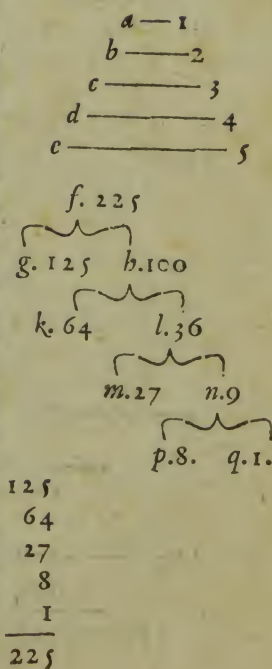 a 1
b 2
c 3
d 4
c 5
f. 225
g. 125 h.100
k. 64 l.36
m.27 n.9
p.8. q.1.
125
64
27
8
1
225